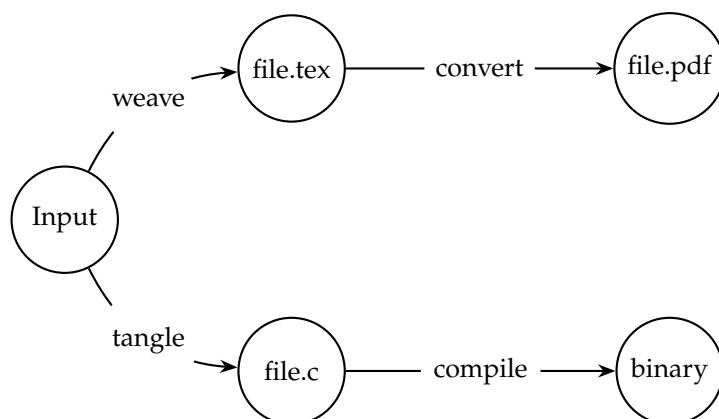 file.tex
convert
file.pdf
weave
Input
tangle
file.c
compile
binary